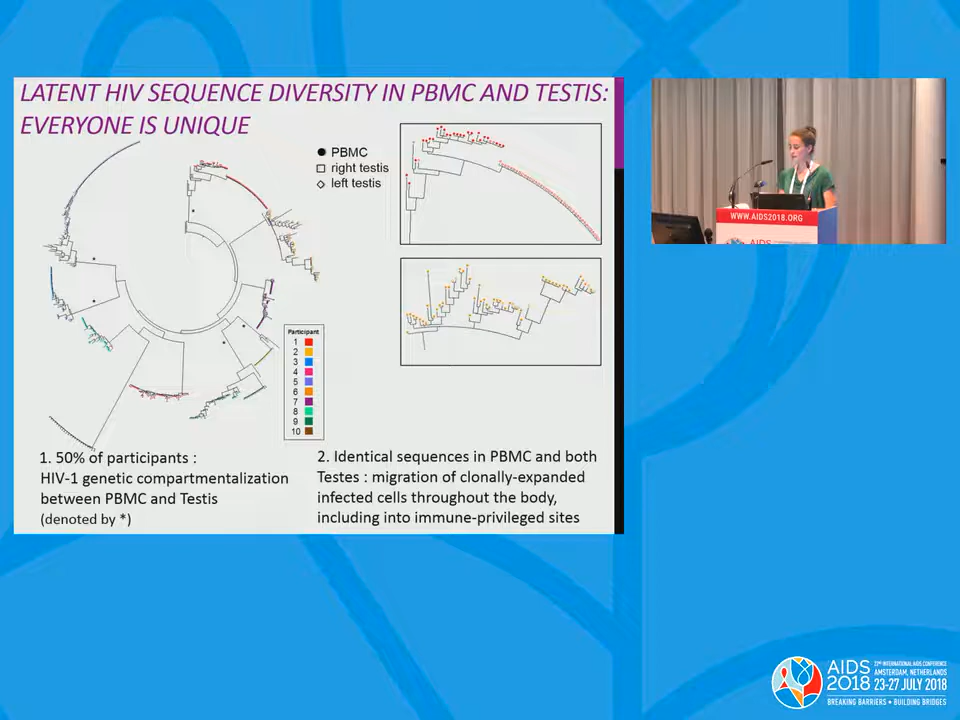 LATENT HIV SEQUENCE DIVERSITY IN PBMC AND TESTIS:
EVERYONE IS UNIQUE
PBMC
right testis
left testis
Participant
1
2
3
4
5
6
7
8
9
10
1. 50% of participants :
HIV-1 genetic compartmentalization
between PBMC and Testis
(denoted by *)
2. Identical sequences in PBMC and both
Testes : migration of clonally-expanded
infected cells throughout the body,
including into immune-privileged sites
WWW.AIDS2018.ORG
AIDS
AIDS
2018
22ND INTERNATIONAL AIDS CONFERENCE
AMSTERDAM, NETHERLANDS
23-27 JULY 2018
BREAKING BARRIERS • BUILDING BRIDGES